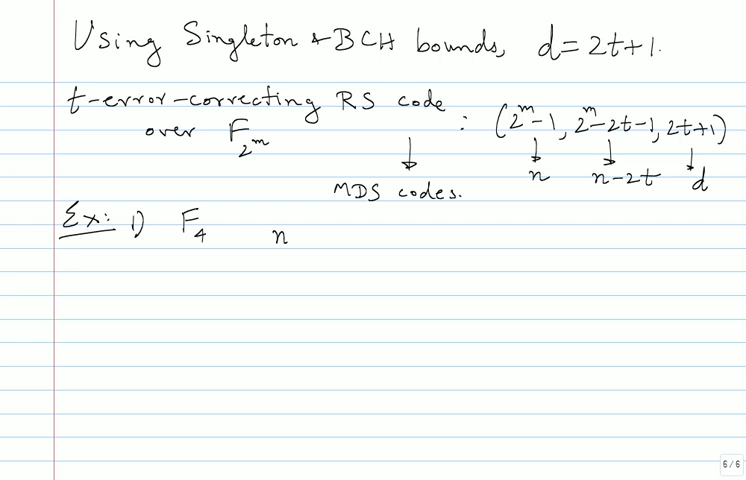 Using Singleton & BCH bounds, d=2t+1.
t-error-correcting RS code : (2^m-1, 2^m-2t-1, 2t+1)
over F_{2^m} ↓ ↓ ↓ ↓
n n-2t d
MDS codes.
Ex: 1) F_4 n
6/6